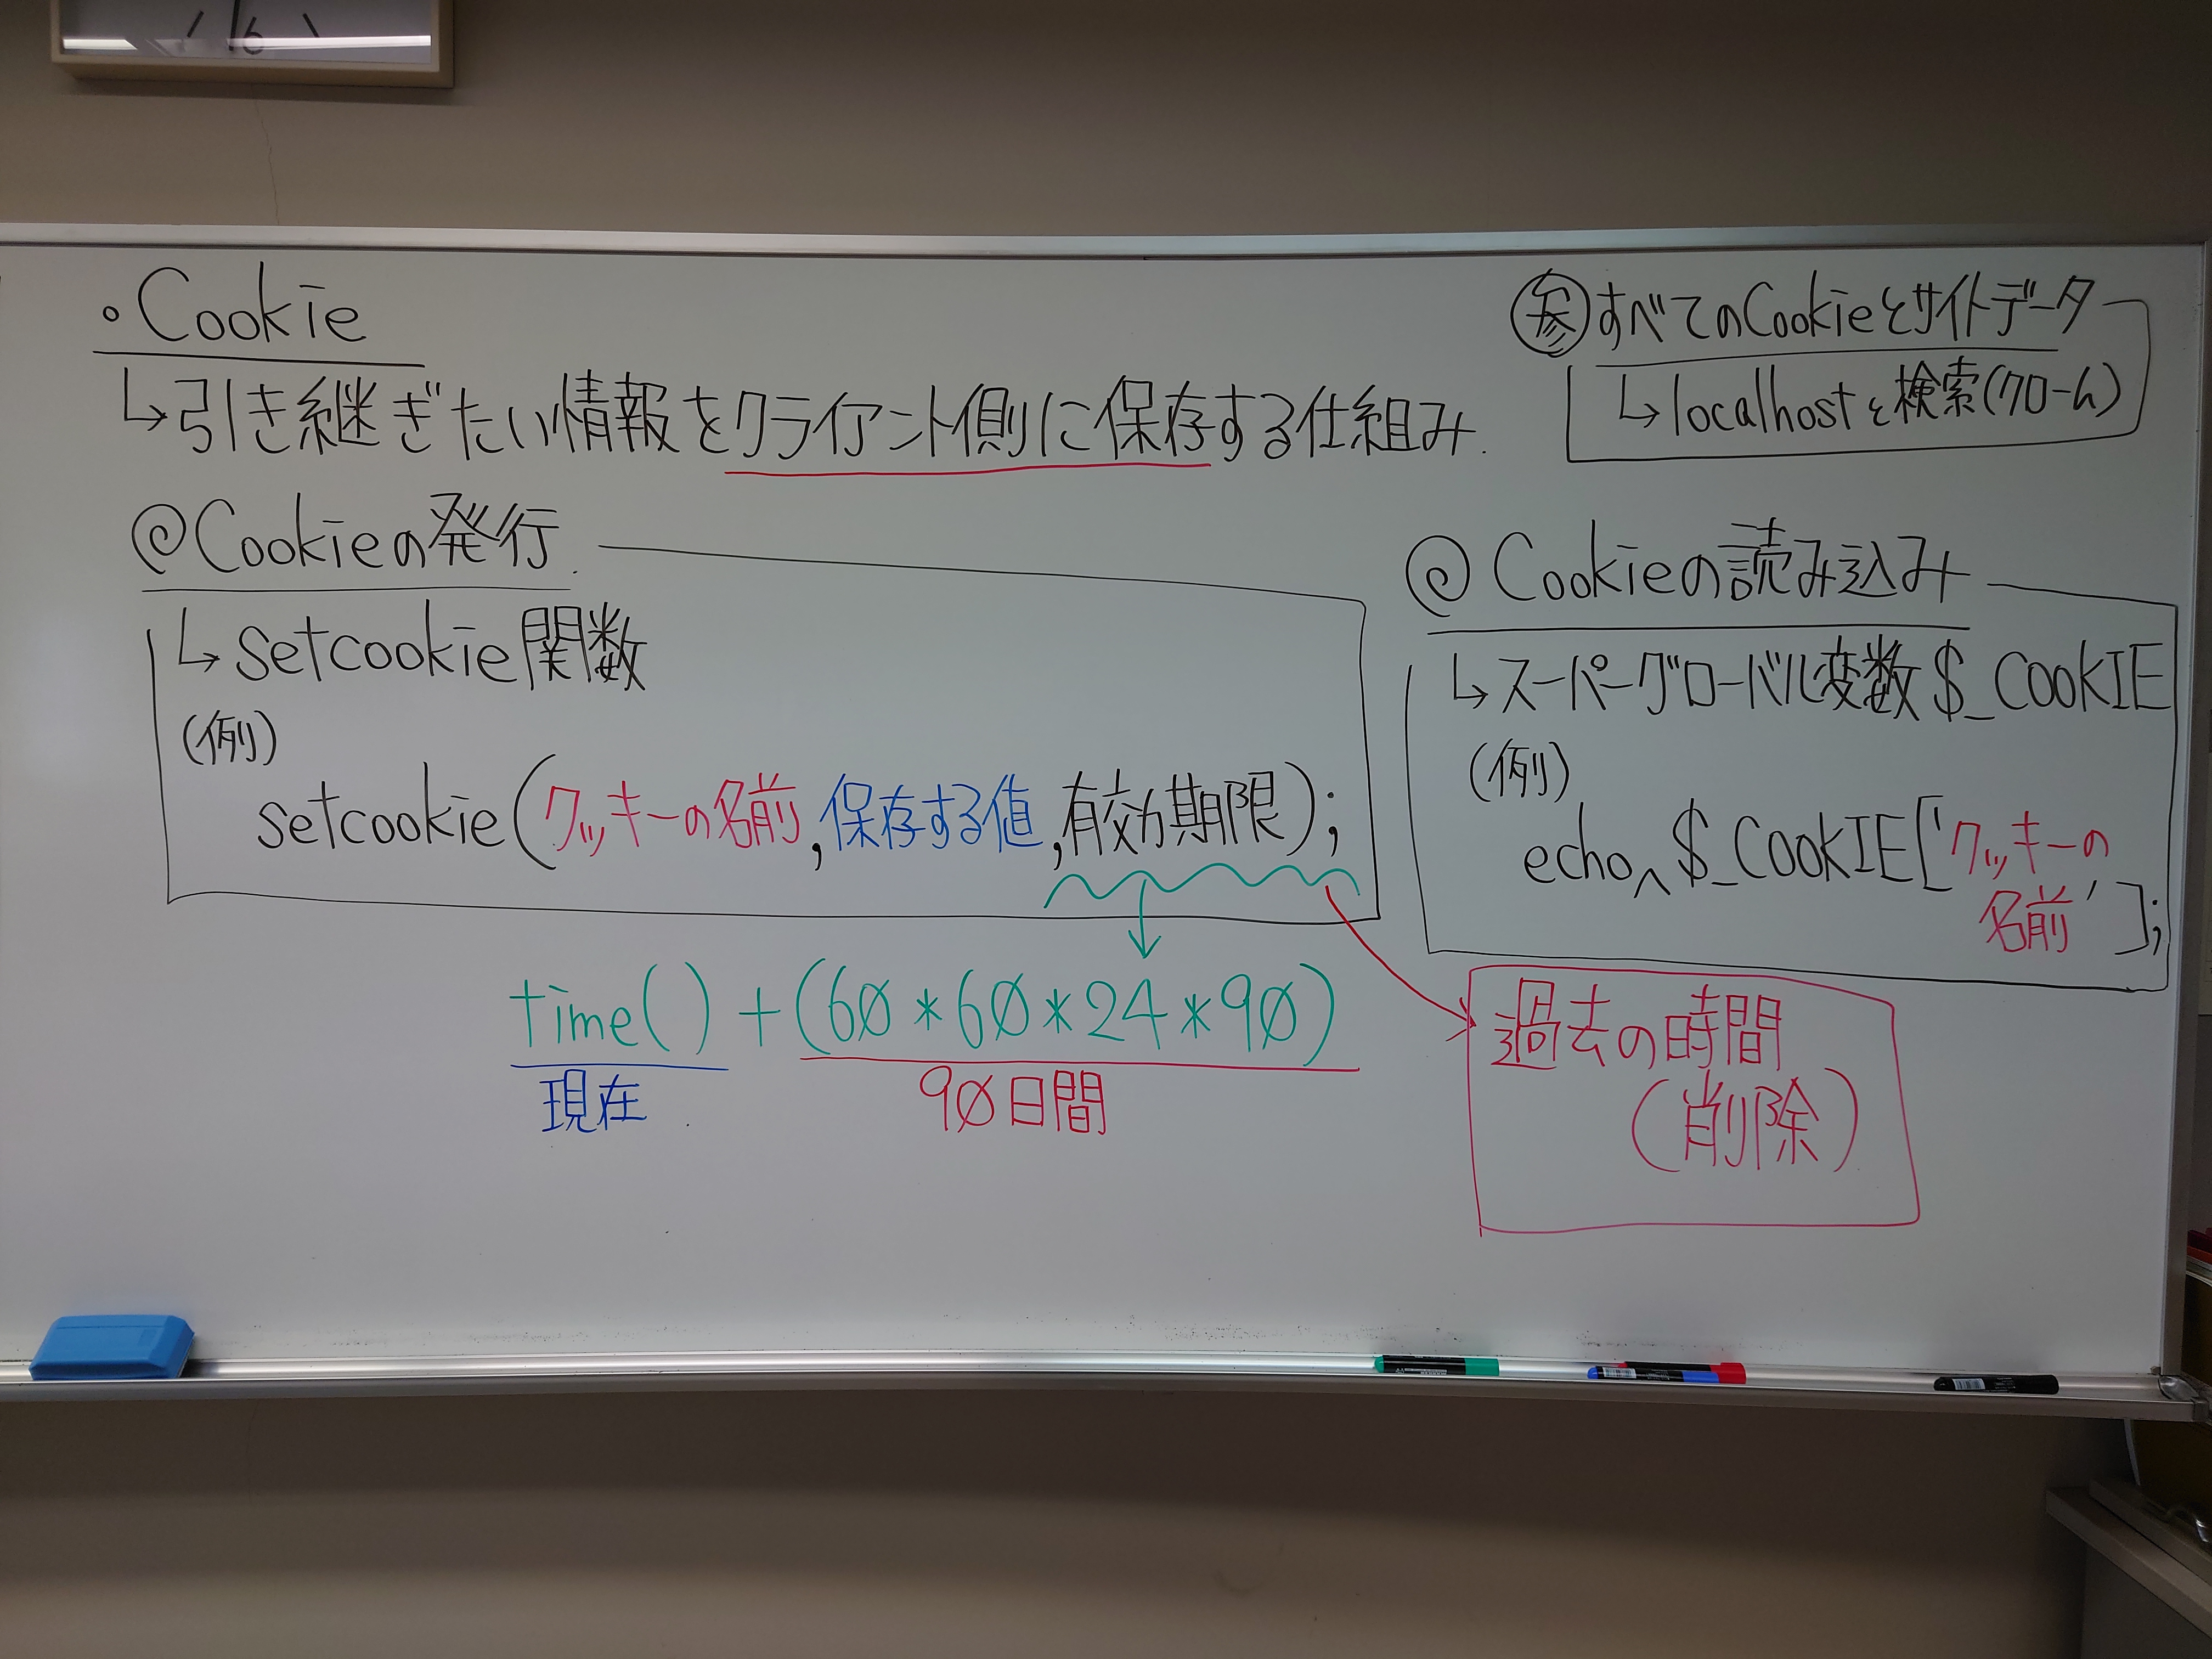 6
・Cookie
↳引き継ぎたい情報をクライアント側に保存する仕組み.
参 すべてのCookieとサイトデータ
↳localhostと検索(クローム)
@Cookieの発行.
↳setcookie関数
(例)
setcookie(クッキーの名前,保存する値,有効期限);
time()+(60*60*24*90)
現在
90日間
@ Cookieの読み込み
↳スーパーグローバル変数$_COOKIE
(例)
echo^$_COOKIE['クッキーの
名前'];
過去の時間
(削除)